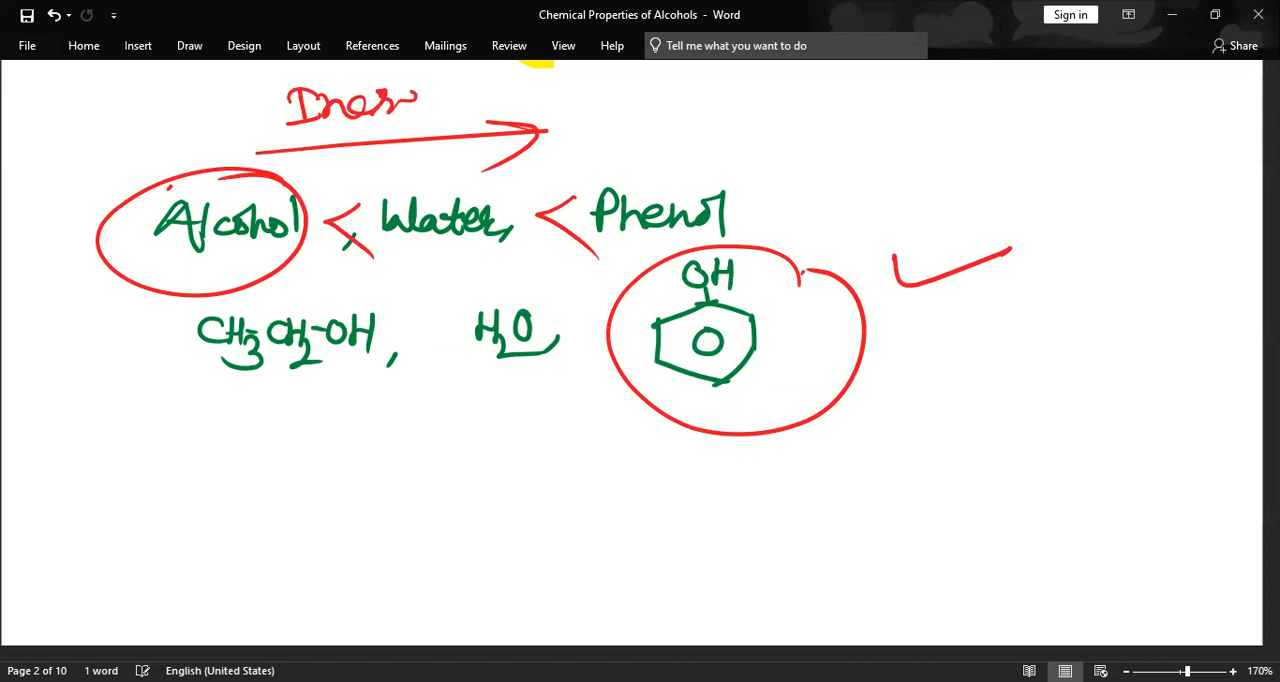 Chemical Properties of Alcohols - Word
Sign in
File Home Insert Draw Design Layout References Mailings Review View Help Tell me what you want to do Share
Alcohol < , Water, < Phenol
OH
CH3CH2-OH, H2O
Page 2 of 10 1 word English (United States) 170%